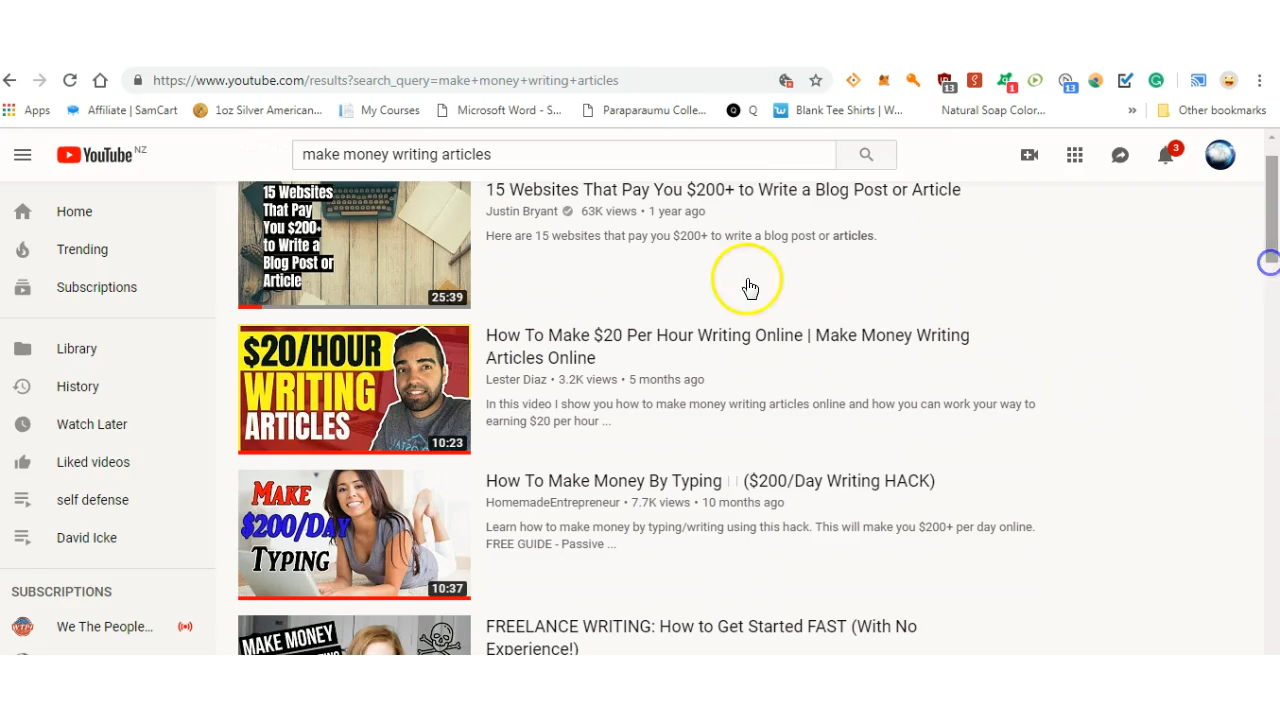 https://www.youtube.com/results?search_query=make+money+writing+articles
13
1
13
Apps
Affiliate | SamCart
1oz Silver American...
My Courses
Microsoft Word - S...
Paraparaumu Colle...
Q
Blank Tee Shirts | W...
Natural Soap Color...
»
Other bookmarks
YouTube NZ
make money writing articles
3
Home
Trending
Subscriptions
Library
History
Watch Later
Liked videos
self defense
David Icke
SUBSCRIPTIONS
We The People...
15 Websites
That Pay
You $200+
to Write a
Blog Post or
Article
25:39
15 Websites That Pay You $200+ to Write a Blog Post or Article
Justin Bryant 63K views • 1 year ago
Here are 15 websites that pay you $200+ to write a blog post or articles.
$20/HOUR
WRITING
ARTICLES
10:23
How To Make $20 Per Hour Writing Online | Make Money Writing
Articles Online
Lester Diaz • 3.2K views • 5 months ago
In this video I show you how to make money writing articles online and how you can work your way to
earning $20 per hour ...
MAKE
$200/DAY
TYPING
10:37
How To Make Money By Typing ($200/Day Writing HACK)
HomemadeEntrepreneur • 7.7K views • 10 months ago
Learn how to make money by typing/writing using this hack. This will make you $200+ per day online.
FREE GUIDE - Passive ...
MAKE MONEY
FREELANCE WRITING: How to Get Started FAST (With No
Experience!)